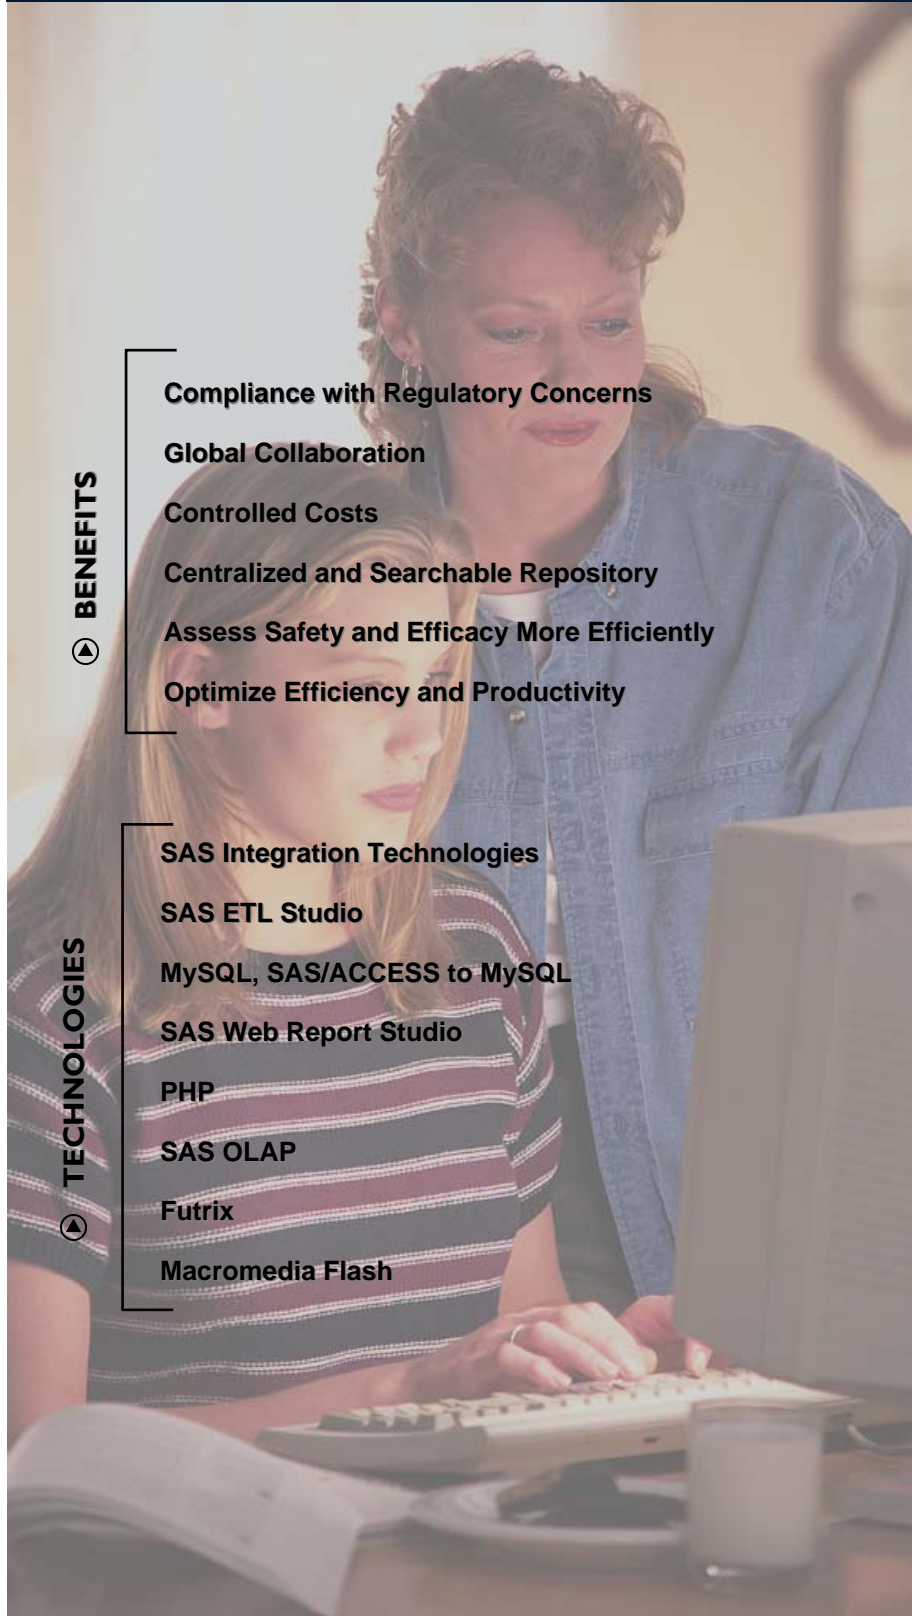 BENEFITS
Compliance with Regulatory Concerns
Global Collaboration
Controlled Costs
Centralized and Searchable Repository
Assess Safety and Efficacy More Efficiently
Optimize Efficiency and Productivity
TECHNOLOGIES
SAS Integration Technologies
SAS ETL Studio
MySQL, SAS/ACCESS to MySQL
SAS Web Report Studio
PHP
SAS OLAP
Futrix
Macromedia Flash